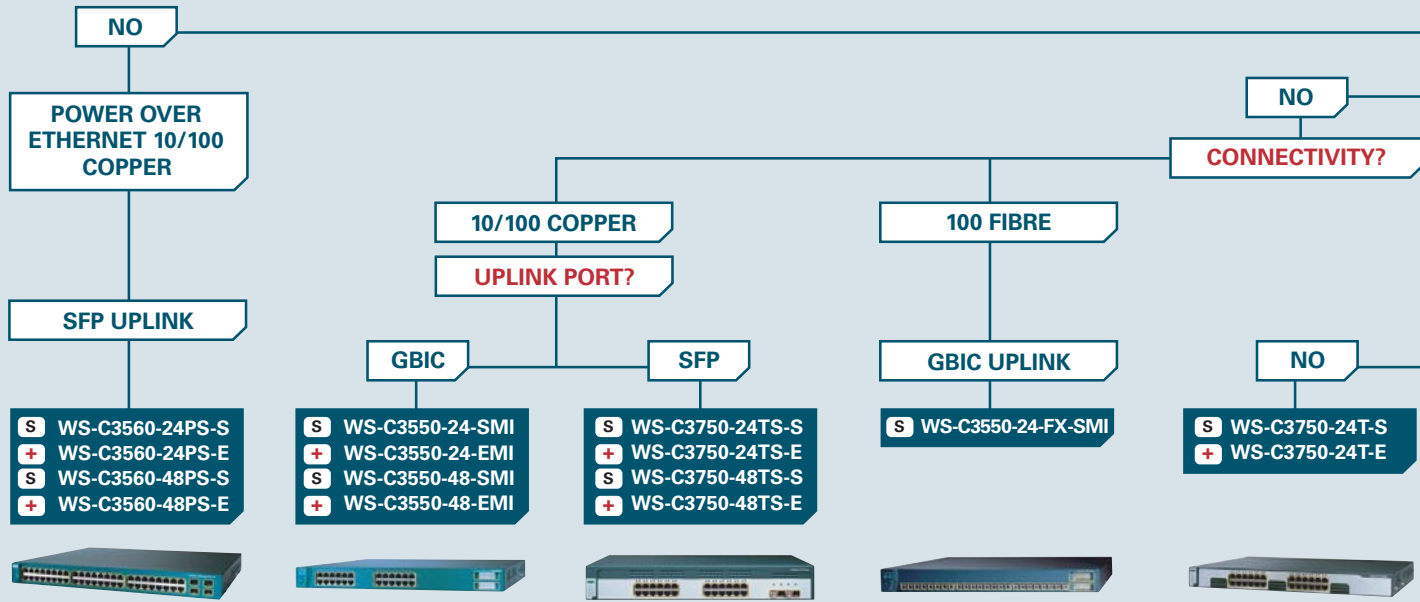 NO
POWER OVER
ETHERNET 10/100
COPPER
SFP UPLINK
S WS-C3560-24PS-S
+ WS-C3560-24PS-E
S WS-C3560-48PS-S
+ WS-C3560-48PS-E
NO
CONNECTIVITY?
10/100 COPPER
UPLINK PORT?
GBIC
S WS-C3550-24-SMI
+ WS-C3550-24-EMI
S WS-C3550-48-SMI
+ WS-C3550-48-EMI
SFP
S WS-C3750-24TS-S
+ WS-C3750-24TS-E
S WS-C3750-48TS-S
+ WS-C3750-48TS-E
100 FIBRE
GBIC UPLINK
S WS-C3550-24-FX-SMI
NO
S WS-C3750-24T-S
+ WS-C3750-24T-E